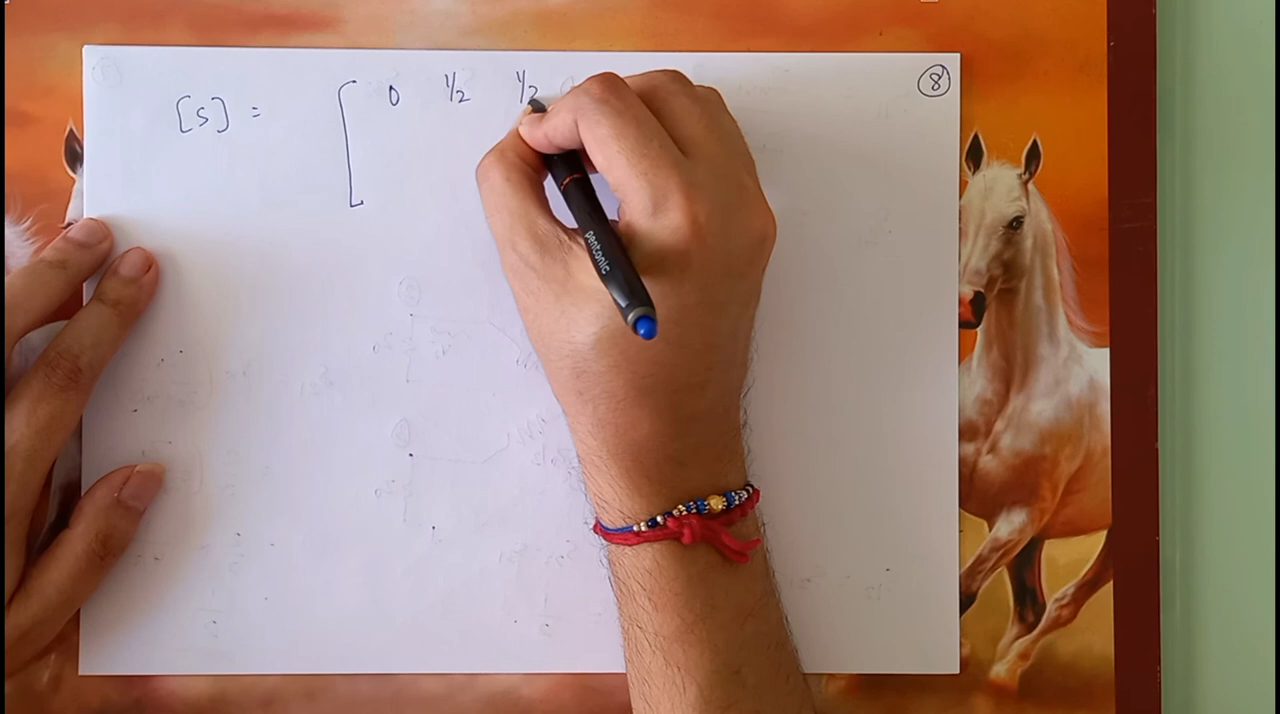 8
[S] = [ 0 1/2 1/2
pentonic